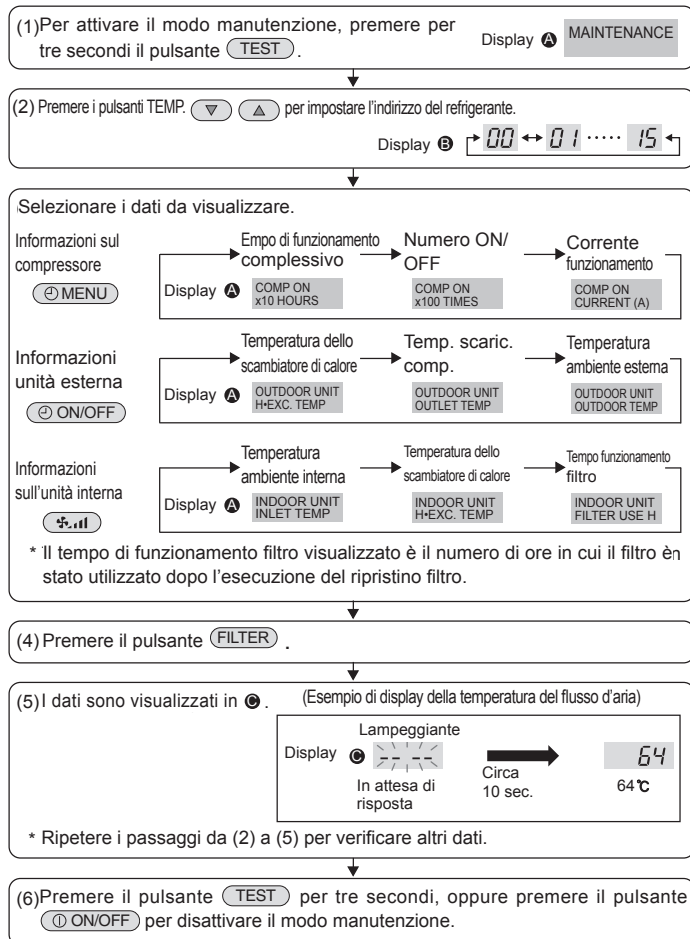 (1)Per attivare il modo manutenzione, premere per
tre secondi il pulsante TEST.
Display A MAINTENANCE
(2) Premere i pulsanti TEMP. ▽ △ per impostare l'indirizzo del refrigerante.
Display B 00 ↔ 01 ····· 15
Selezionare i dati da visualizzare.
Informazioni sul
compressore
MENU
Empo di funzionamento
complessivo
Numero ON/
OFF
Corrente
funzionamento
Display A
COMP ON
x10 HOURS
COMP ON
x100 TIMES
COMP ON
CURRENT (A)
Informazioni
unità esterna
ON/OFF
Temperatura dello
scambiatore di calore
Temp. scaric.
comp.
Temperatura
ambiente esterna
Display A
OUTDOOR UNIT
H•EXC. TEMP
OUTDOOR UNIT
OUTLET TEMP
OUTDOOR UNIT
OUTDOOR TEMP
Informazioni
sull'unità interna
Temperatura
ambiente interna
Temperatura dello
scambiatore di calore
Tempo funzionamento
filtro
Display A
INDOOR UNIT
INLET TEMP
INDOOR UNIT
H•EXC. TEMP
INDOOR UNIT
FILTER USE H
* Il tempo di funzionamento filtro visualizzato è il numero di ore in cui il filtro èn
stato utilizzato dopo l'esecuzione del ripristino filtro.
(4) Premere il pulsante FILTER .
(5) I dati sono visualizzati in C.
(Esempio di display della temperatura del flusso d'aria)
Lampeggiante
Display C -- --
In attesa di
risposta
Circa
10 sec.
64
64℃
* Ripetere i passaggi da (2) a (5) per verificare altri dati.
(6)Premere il pulsante TEST per tre secondi, oppure premere il pulsante
ON/OFF per disattivare il modo manutenzione.